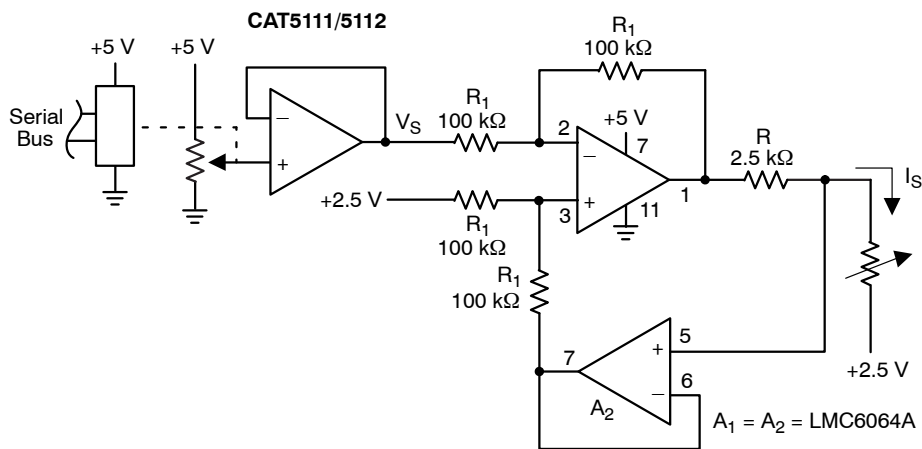 CAT5111/5112
+5 V
+5 V
Serial
Bus
−
+
V_S
R₁
100 kΩ
R₁
100 kΩ
+5 V
2
7
−
+
3
11
1
R
2.5 kΩ
I_S
+2.5 V
R₁
100 kΩ
R₁
100 kΩ
7
5
+
6
−
A₂
+2.5 V
A₁ = A₂ = LMC6064A